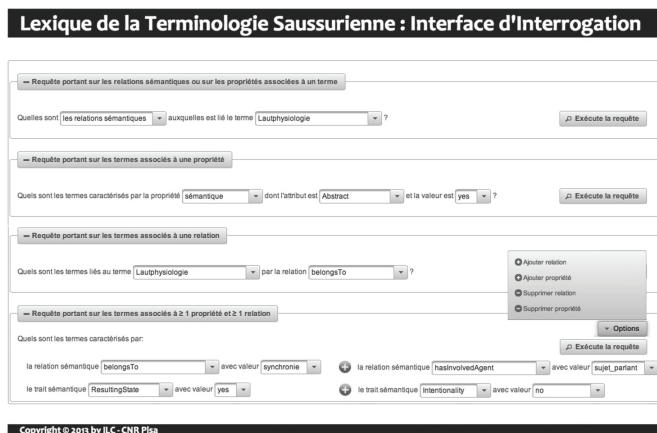 Lexique de la Terminologie Saussurienne : Interface d'Interrogation
Requête portant sur les relations sémantiques ou sur les propriétés associées à un terme
Quelles sont les relations sémantiques auxquelles est lié le terme Lautphysiologie ? Exécute la requête
Requête portant sur les termes associés à une propriété
Quels sont les termes caractérisés par la propriété sémantique dont l'attribut est Abstract et la valeur est yes ? Exécute la requête
Requête portant sur les termes associés à une relation
Quels sont les termes liés au terme Lautphysiologie par la relation belongsTo ?
Ajouter relation
Ajouter propriété
Supprimer relation
Supprimer propriété
Options
Requête portant sur les termes associés à ≥ 1 propriété et ≥ 1 relation
Quels sont les termes caractérisés par: Exécute la requête
la relation sémantique belongsTo avec valeur synchronie la relation sémantique hasInvolvedAgent avec valeur sujet_parlant
le trait sémantique ResultingState avec valeur yes le trait sémantique Intentionality avec valeur no
Copyright © 2013 by ILC - CNR Pisa